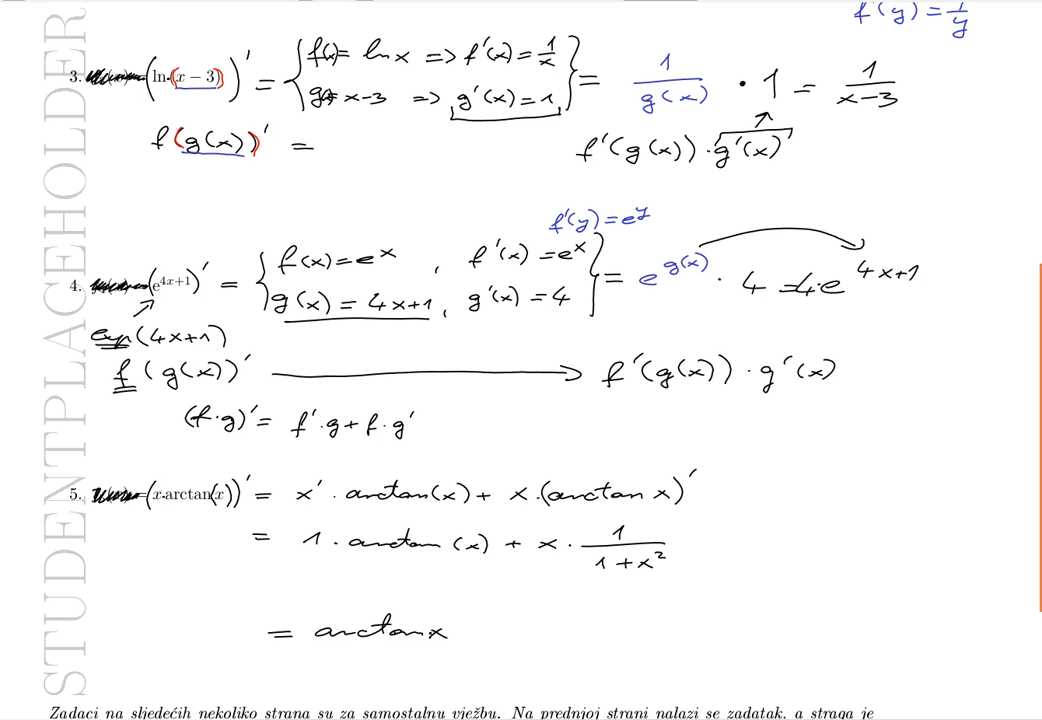 f'(y) = 1/y
3. (ln(x − 3))' = { f(x) = ln x => f'(x) = 1/x } = 1/g(x) · 1 = 1/(x−3)
g(x) = x−3 => g'(x) = 1
f(g(x))' = f'(g(x)) · g'(x)
f'(y) = e^y
4. (e^{4x+1})' = { f(x) = e^x , f'(x) = e^x } = e^{g(x)} · 4 = 4·e^{4x+1}
g(x) = 4x+1 , g'(x) = 4
exp(4x+1)
f(g(x))' ⟶ f'(g(x)) · g'(x)
(f·g)' = f'·g + f·g'
5. (x·arctan(x))' = x' · arctan(x) + x·(arctan x)'
= 1 · arctan(x) + x · 1/(1+x²)
= arctan x
Zadaci na sljedećih nekoliko strana su za samostalnu vježbu. Na prednjoj strani nalazi se zadatak, a straga je
STUDENTPLACEHOLDER